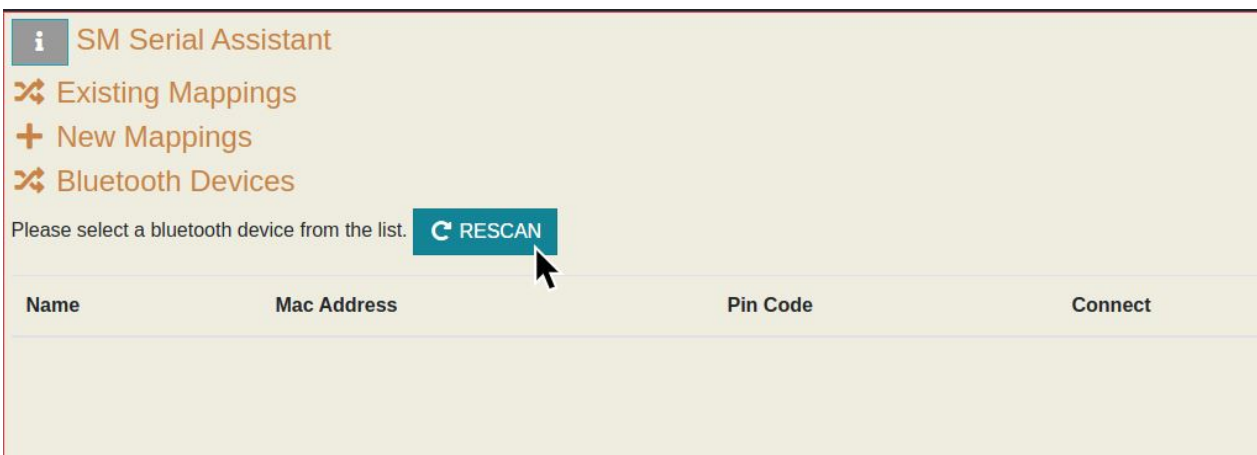 SM Serial Assistant
Existing Mappings
New Mappings
Bluetooth Devices
Please select a bluetooth device from the list. RESCAN
Name Mac Address Pin Code Connect